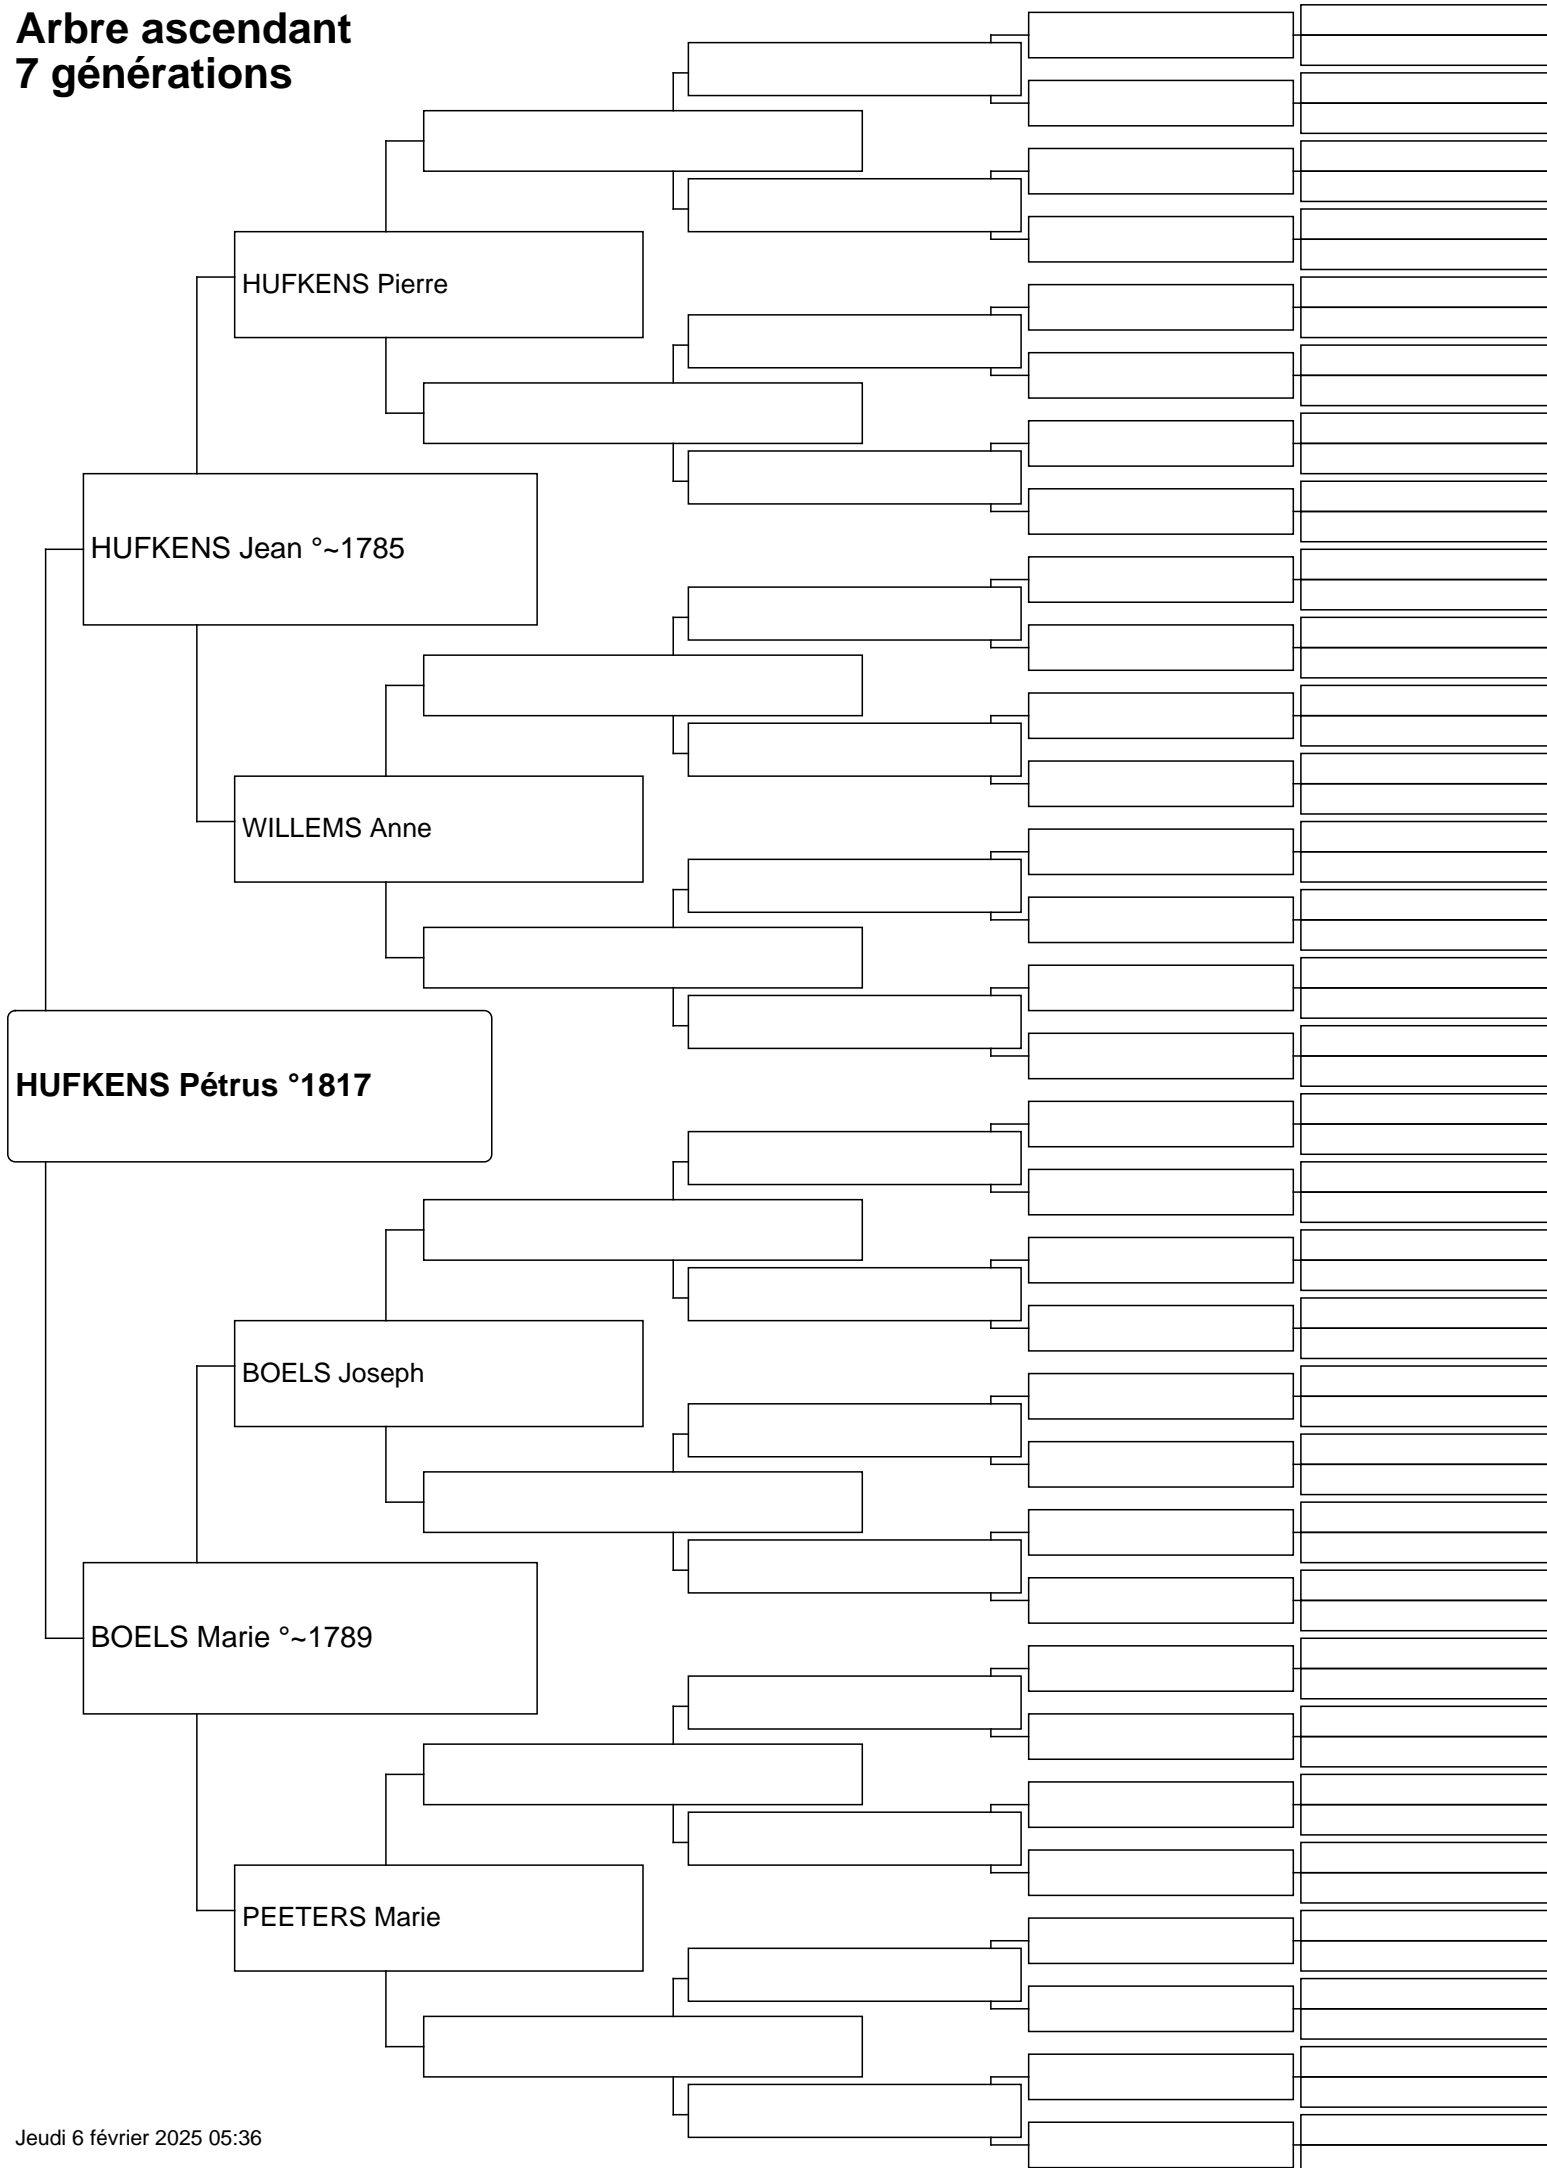 Arbre ascendant
7 générations
HUFKENS Pierre
HUFKENS Jean °~1785
WILLEMS Anne
HUFKENS Pétrus °1817
BOELS Joseph
BOELS Marie °~1789
PEETERS Marie
Jeudi 6 février 2025 05:36